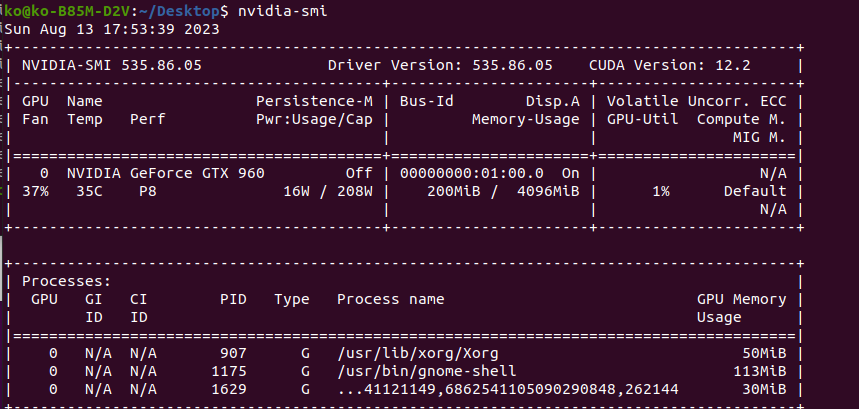 ko@ko-B85M-D2V:~/Desktop$ nvidia-smi
Sun Aug 13 17:53:39 2023
+---------------------------------------------------------------------------------------+
| NVIDIA-SMI 535.86.05              Driver Version: 535.86.05    CUDA Version: 12.2     |
|-----------------------------------------+----------------------+----------------------+
| GPU  Name                 Persistence-M | Bus-Id        Disp.A | Volatile Uncorr. ECC |
| Fan  Temp   Perf          Pwr:Usage/Cap |         Memory-Usage | GPU-Util  Compute M. |
|                                         |                      |               MIG M. |
|=========================================+======================+======================|
|   0  NVIDIA GeForce GTX 960         Off | 00000000:01:00.0  On |                  N/A |
| 37%   35C    P8              16W / 208W |    200MiB /  4096MiB |      1%      Default |
|                                         |                      |                  N/A |
+-----------------------------------------+----------------------+----------------------+
+---------------------------------------------------------------------------------------+
| Processes:                                                                            |
|  GPU   GI   CI        PID   Type   Process name                            GPU Memory |
|        ID   ID                                                             Usage      |
|=======================================================================================|
|    0   N/A  N/A       907      G   /usr/lib/xorg/Xorg                           50MiB |
|    0   N/A  N/A      1175      G   /usr/bin/gnome-shell                        113MiB |
|    0   N/A  N/A      1629      G   ...41121149,6862541105090290848,262144       30MiB |
+---------------------------------------------------------------------------------------+